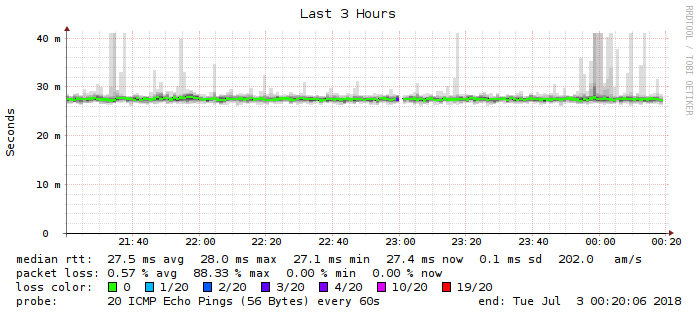 Last 3 Hours
RRDTOOL / TOBI OETIKER
Seconds
40 m
30 m
20 m
10 m
0
21:40 22:00 22:20 22:40 23:00 23:20 23:40 00:00 00:20
median rtt: 27.5 ms avg 28.0 ms max 27.1 ms min 27.4 ms now 0.1 ms sd 202.0 am/s
packet loss: 0.57 % avg 88.33 % max 0.00 % min 0.00 % now
loss color: 0 1/20 2/20 3/20 4/20 10/20 19/20
probe: 20 ICMP Echo Pings (56 Bytes) every 60s end: Tue Jul 3 00:20:06 2018